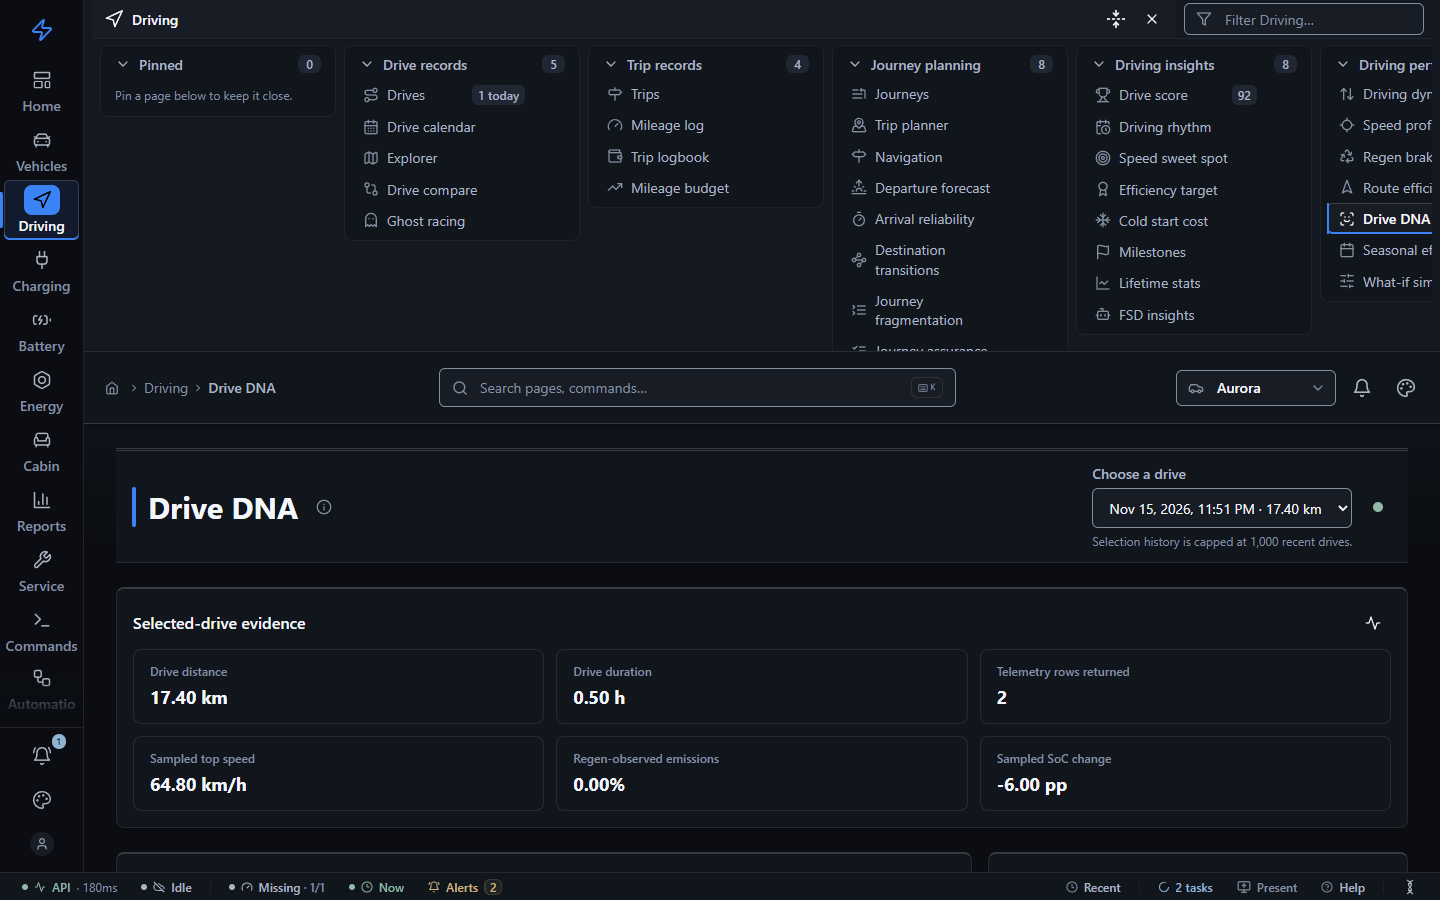 Driving
Filter Driving...
Home
Vehicles
Driving
Charging
Battery
Energy
Cabin
Reports
Service
Commands
Automatio
1
Pinned 0
Pin a page below to keep it close.
Drive records 5
Drives 1 today
Drive calendar
Explorer
Drive compare
Ghost racing
Trip records 4
Trips
Mileage log
Trip logbook
Mileage budget
Journey planning 8
Journeys
Trip planner
Navigation
Departure forecast
Arrival reliability
Destination
transitions
Journey
fragmentation
Journey assurance
Driving insights 8
Drive score 92
Driving rhythm
Speed sweet spot
Efficiency target
Cold start cost
Milestones
Lifetime stats
FSD insights
Driving per
Driving dyn
Speed prof
Regen brak
Route effici
Drive DNA
Seasonal ef
What-if sim
Driving > Drive DNA
Search pages, commands...
K
Aurora
Drive DNA
Choose a drive
Nov 15, 2026, 11:51 PM · 17.40 km
Selection history is capped at 1,000 recent drives.
Selected-drive evidence
Drive distance
17.40 km
Drive duration
0.50 h
Telemetry rows returned
2
Sampled top speed
64.80 km/h
Regen-observed emissions
0.00%
Sampled SoC change
-6.00 pp
API · 180ms
Idle
Missing · 1/1
Now
Alerts 2
Recent
2 tasks
Present
Help